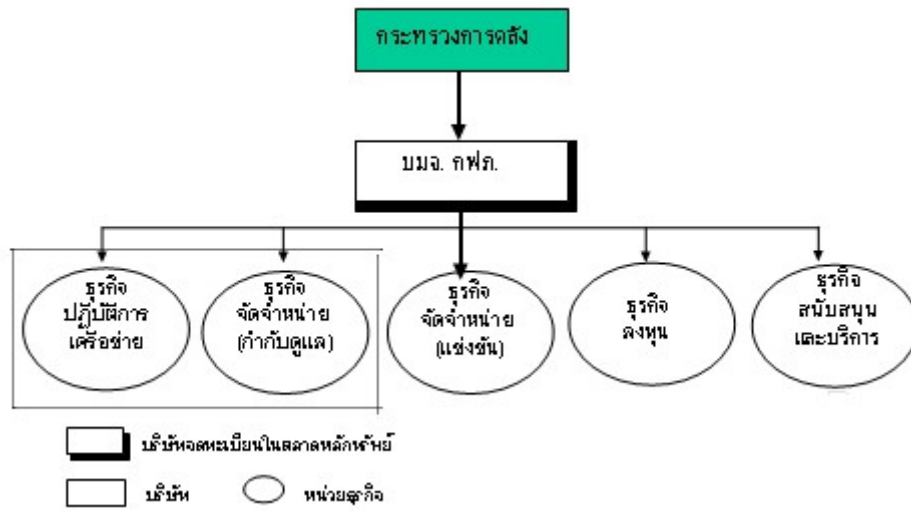 กระทรวงการคลัง
บมจ. กฟภ.
ธุรกิจ
ปฏิบัติการ
เครือข่าย
ธุรกิจ
จัดจำหน่าย
(กำกับดูแล)
ธุรกิจ
จัดจำหน่าย
(แข่งขัน)
ธุรกิจ
ลงทุน
ธุรกิจ
สนับสนุน
และบริการ
บริษัทจดทะเบียนในตลาดหลักทรัพย์
บริษัท
หน่วยธุรกิจ